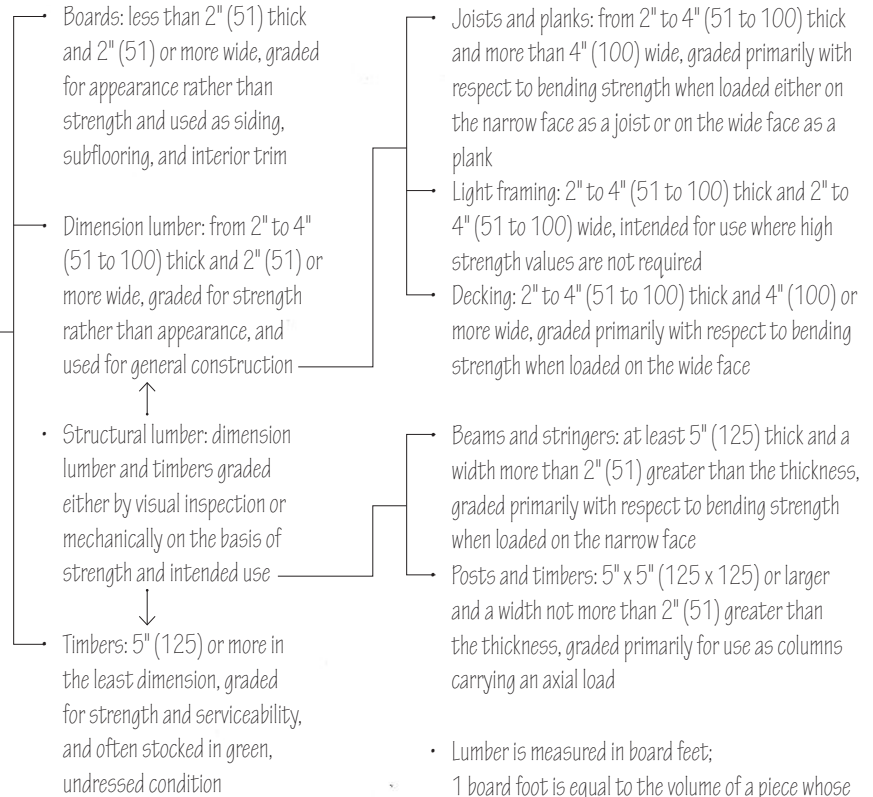 Boards: less than 2" (51) thick
and 2" (51) or more wide, graded
for appearance rather than
strength and used as siding,
subflooring, and interior trim
Dimension lumber: from 2" to 4"
(51 to 100) thick and 2" (51) or
more wide, graded for strength
rather than appearance, and
used for general construction
• Structural lumber: dimension
lumber and timbers graded
either by visual inspection or
mechanically on the basis of
strength and intended use
Timbers: 5" (125) or more in
the least dimension, graded
for strength and serviceability,
and often stocked in green,
undressed condition
Joists and planks: from 2" to 4" (51 to 100) thick
and more than 4" (100) wide, graded primarily with
respect to bending strength when loaded either on
the narrow face as a joist or on the wide face as a
plank
Light framing: 2" to 4" (51 to 100) thick and 2" to
4" (51 to 100) wide, intended for use where high
strength values are not required
Decking: 2" to 4" (51 to 100) thick and 4" (100) or
more wide, graded primarily with respect to bending
strength when loaded on the wide face
Beams and stringers: at least 5" (125) thick and a
width more than 2" (51) greater than the thickness,
graded primarily with respect to bending strength
when loaded on the narrow face
Posts and timbers: 5" x 5" (125 x 125) or larger
and a width not more than 2" (51) greater than
the thickness, graded primarily for use as columns
carrying an axial load
• Lumber is measured in board feet;
1 board foot is equal to the volume of a piece whose